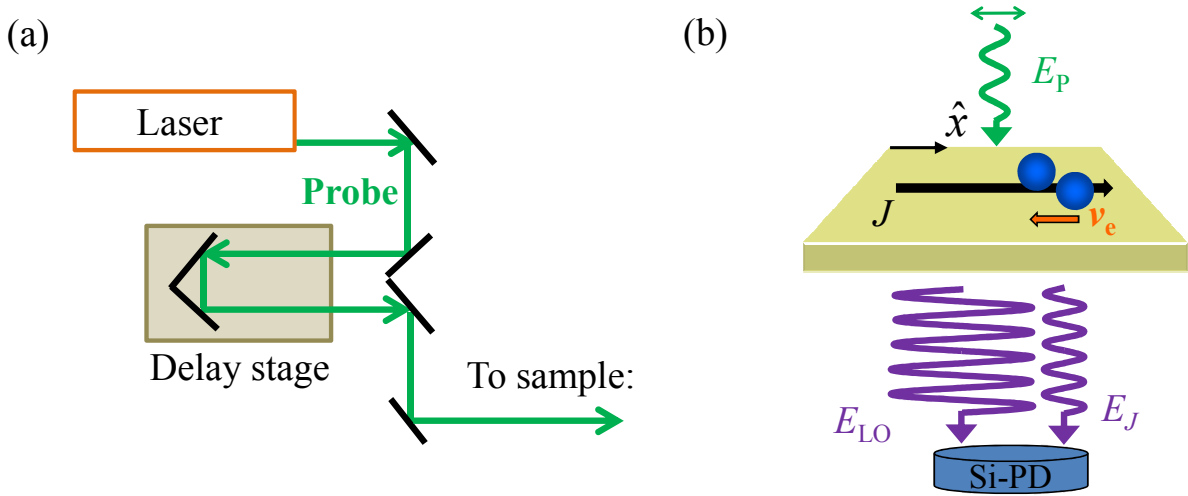 (a)
Laser
Probe
Delay stage
To sample:
(b)
E_P
x̂
J
v_e
E_LO
E_J
Si-PD